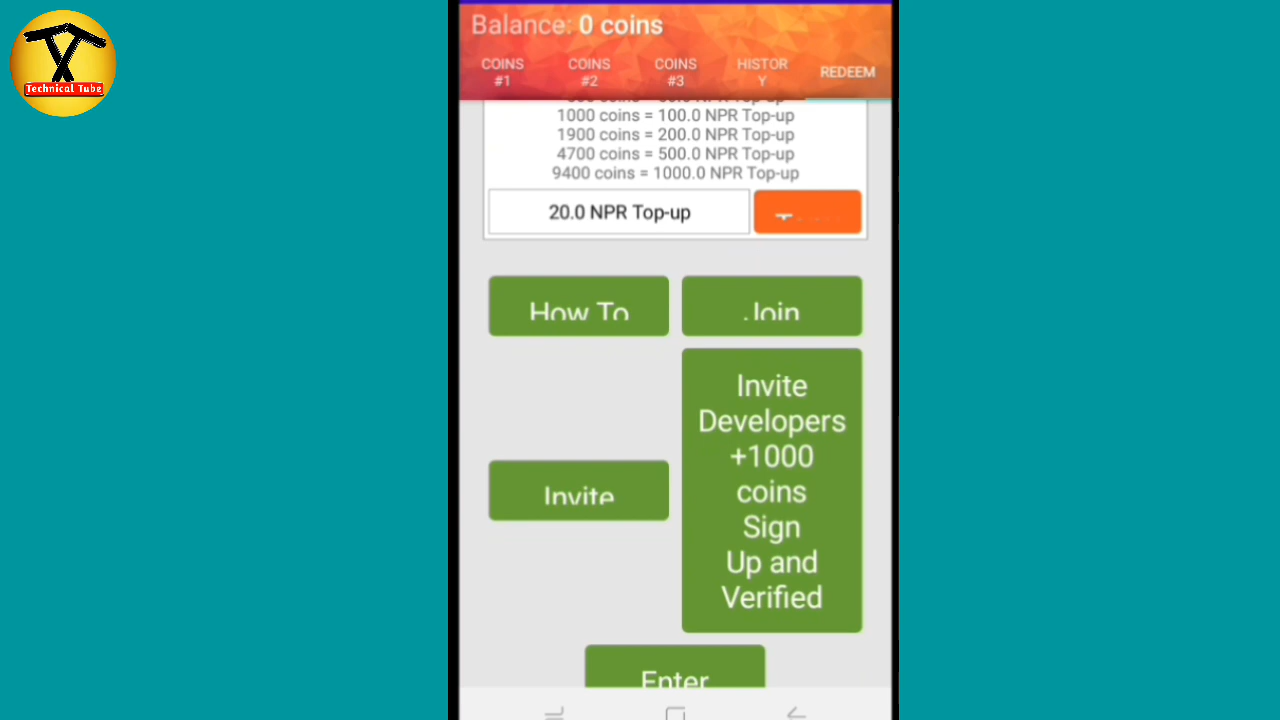 Technical Tube
Balance: 0 coins
COINS #1
COINS #2
COINS #3
HISTOR
Y
REDEEM
1000 coins = 100.0 NPR Top-up
1900 coins = 200.0 NPR Top-up
4700 coins = 500.0 NPR Top-up
9400 coins = 1000.0 NPR Top-up
20.0 NPR Top-up
How To
Join
Invite
Developers
+1000
coins
Sign
Up and
Verified
Invite
Enter